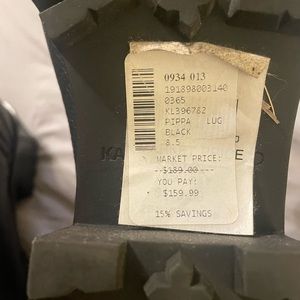 0934 013
191898003140
0365
KL396782
PIPPA LUG
BLACK
8.5
MARKET PRICE:
$189.00
YOU PAY:
$159.99
15% SAVINGS